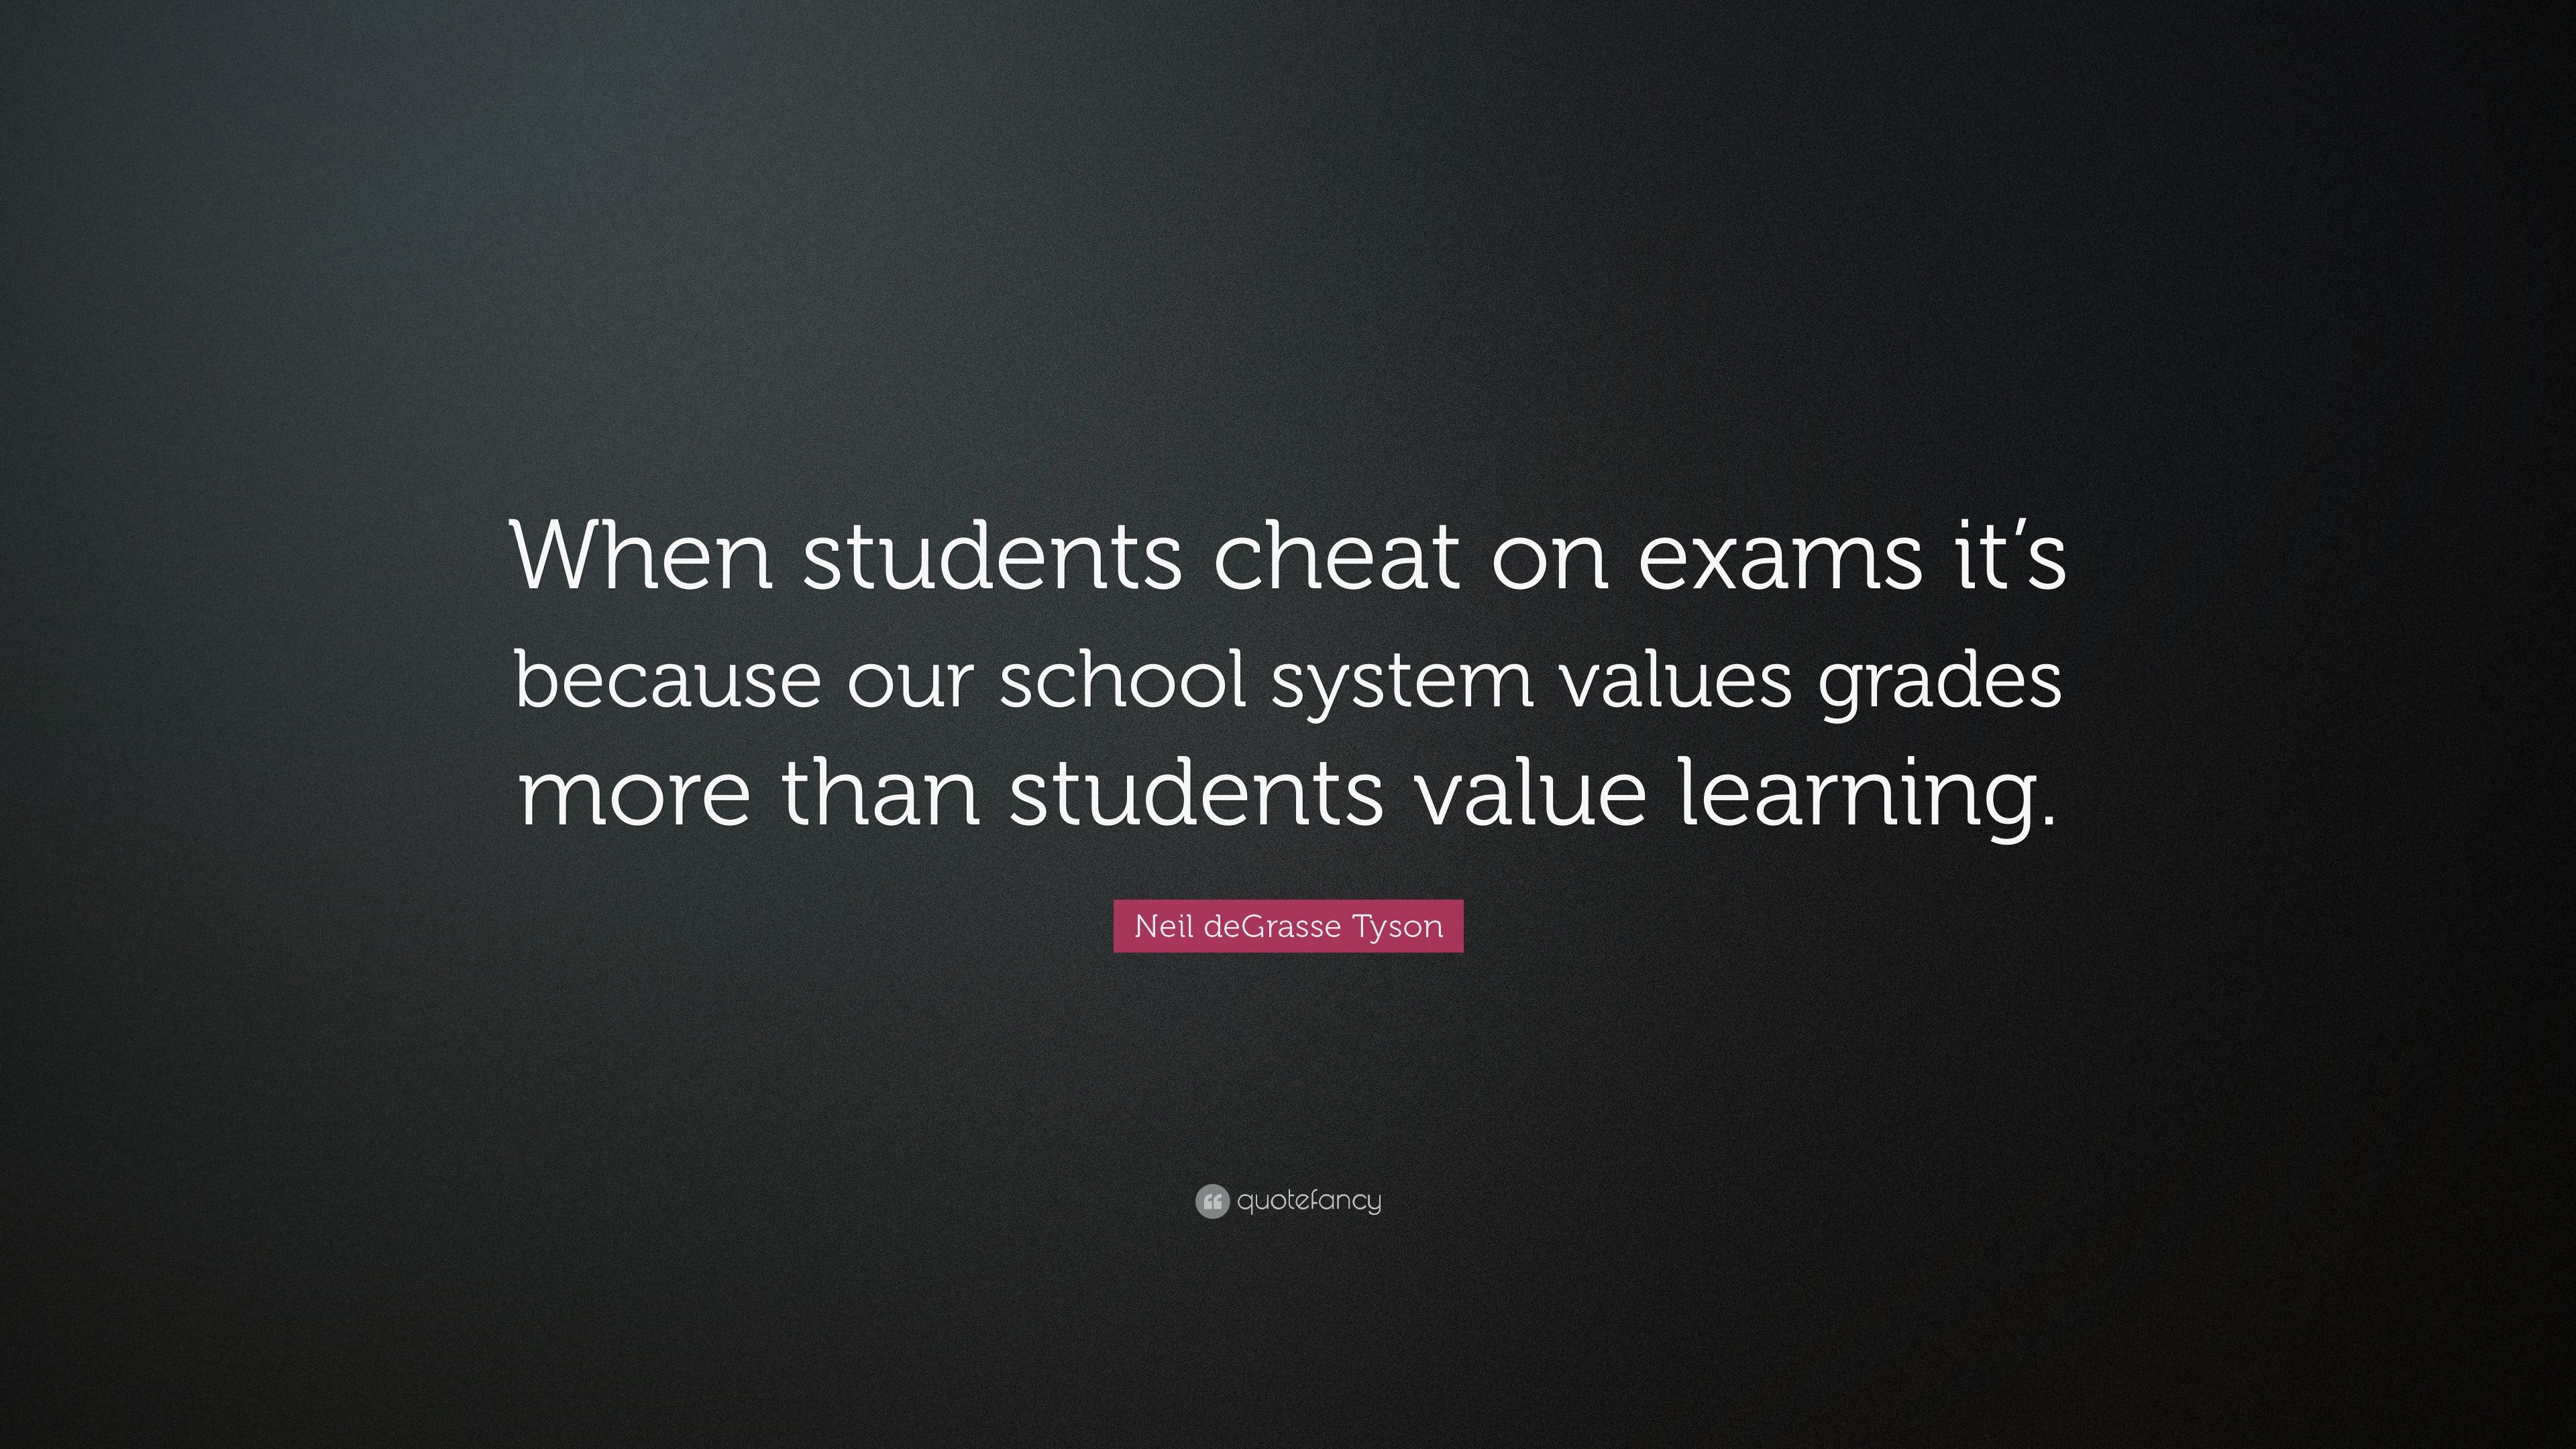 When students cheat on exams it’s
because our school system values grades
more than students value learning.
Neil deGrasse Tyson
quotefancy